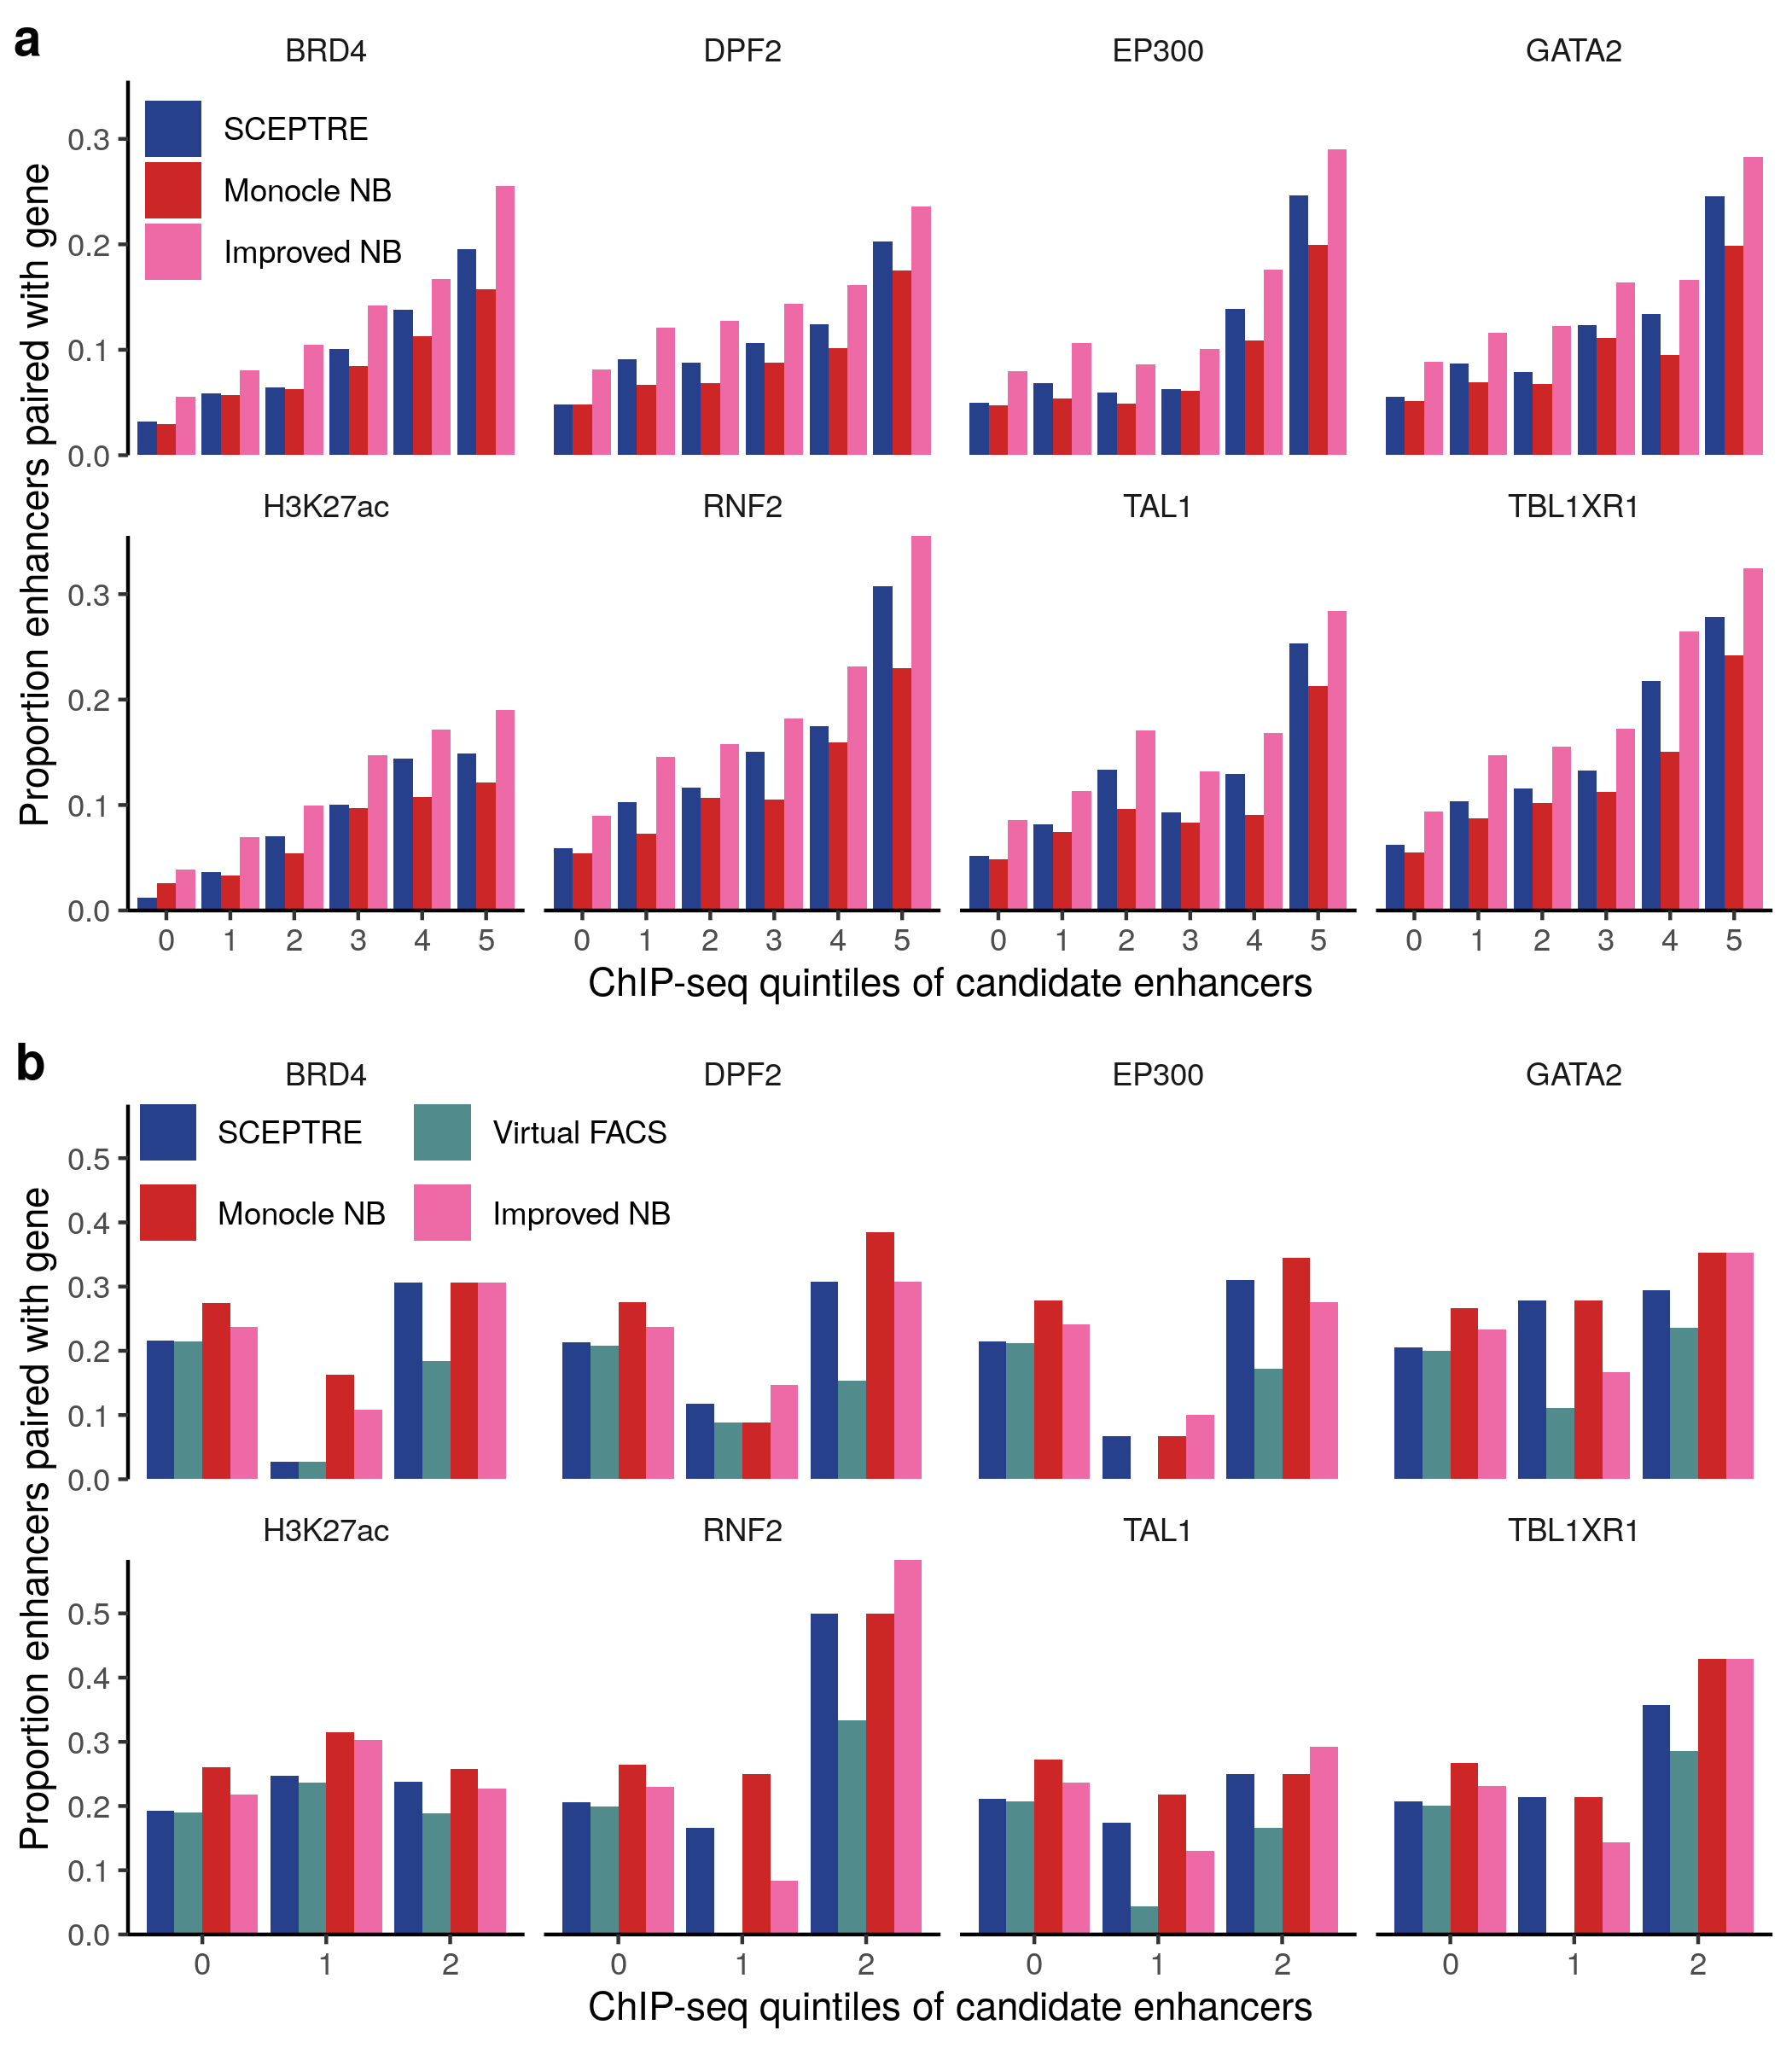 a
BRD4 DPF2 EP300 GATA2
SCEPTRE
Monocle NB
Improved NB
0.3
0.2
0.1
0.0
H3K27ac RNF2 TAL1 TBL1XR1
0.3
0.2
0.1
0.0
0 1 2 3 4 5 0 1 2 3 4 5 0 1 2 3 4 5 0 1 2 3 4 5
Proportion enhancers paired with gene
ChIP-seq quintiles of candidate enhancers
b
BRD4 DPF2 EP300 GATA2
SCEPTRE Virtual FACS
Monocle NB Improved NB
0.5
0.4
0.3
0.2
0.1
0.0
H3K27ac RNF2 TAL1 TBL1XR1
0.5
0.4
0.3
0.2
0.1
0.0
0 1 2 0 1 2 0 1 2 0 1 2
Proportion enhancers paired with gene
ChIP-seq quintiles of candidate enhancers